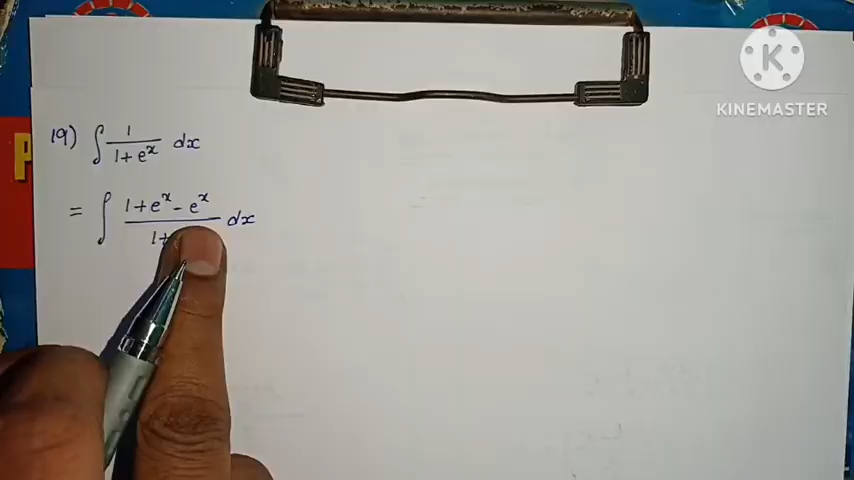 KINEMASTER
19) ∫ 1/(1+e^x) dx
= ∫ (1+e^x-e^x)/(1+ dx